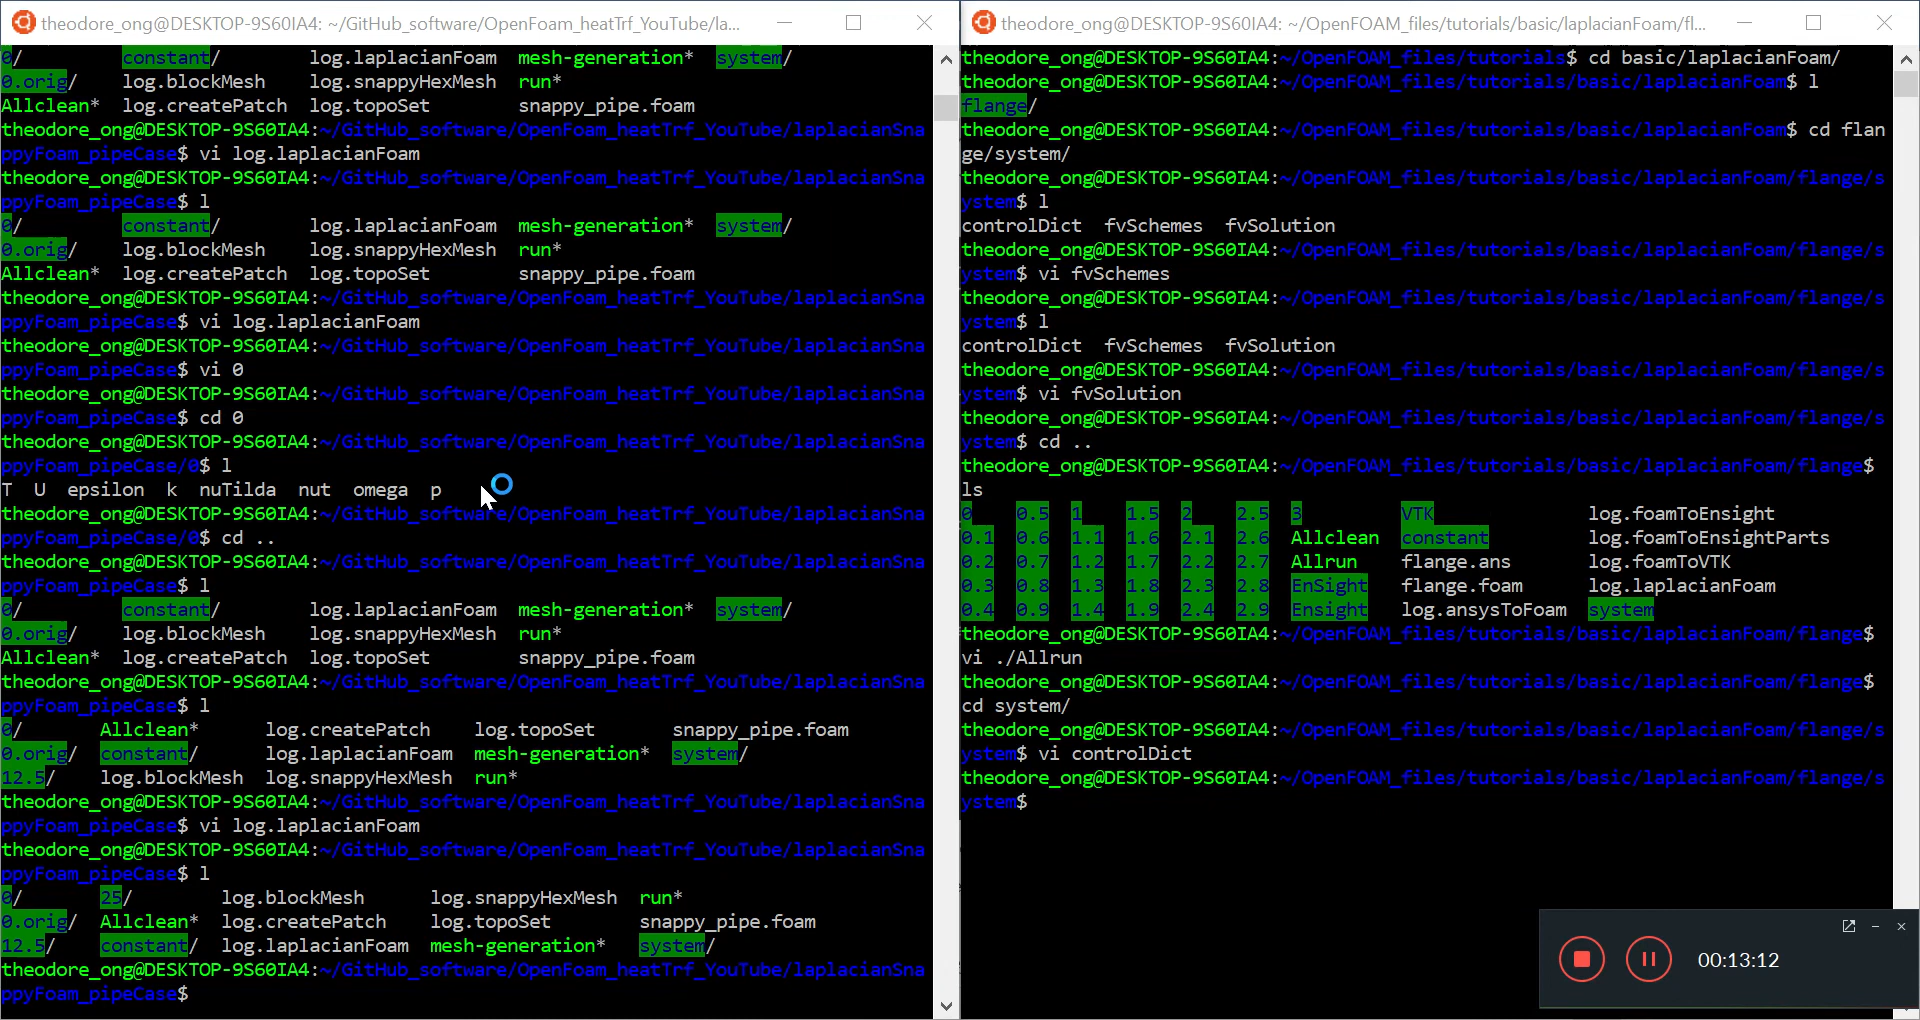 theodore_ong@DESKTOP-9S60IA4: ~/GitHub_software/OpenFoam_heatTrf_YouTube/la...
0/ constant/ log.laplacianFoam mesh-generation* system/
0.orig/ log.blockMesh log.snappyHexMesh run*
Allclean* log.createPatch log.topoSet snappy_pipe.foam
theodore_ong@DESKTOP-9S60IA4:~/GitHub_software/OpenFoam_heatTrf_YouTube/laplacianSna
ppyFoam_pipeCase$ vi log.laplacianFoam
theodore_ong@DESKTOP-9S60IA4:~/GitHub_software/OpenFoam_heatTrf_YouTube/laplacianSna
ppyFoam_pipeCase$ l
0/ constant/ log.laplacianFoam mesh-generation* system/
0.orig/ log.blockMesh log.snappyHexMesh run*
Allclean* log.createPatch log.topoSet snappy_pipe.foam
theodore_ong@DESKTOP-9S60IA4:~/GitHub_software/OpenFoam_heatTrf_YouTube/laplacianSna
ppyFoam_pipeCase$ vi log.laplacianFoam
theodore_ong@DESKTOP-9S60IA4:~/GitHub_software/OpenFoam_heatTrf_YouTube/laplacianSna
ppyFoam_pipeCase$ vi 0
theodore_ong@DESKTOP-9S60IA4:~/GitHub_software/OpenFoam_heatTrf_YouTube/laplacianSna
ppyFoam_pipeCase$ cd 0
theodore_ong@DESKTOP-9S60IA4:~/GitHub_software/OpenFoam_heatTrf_YouTube/laplacianSna
ppyFoam_pipeCase/0$ l
T U epsilon k nuTilda nut omega p
theodore_ong@DESKTOP-9S60IA4:~/GitHub_software/OpenFoam_heatTrf_YouTube/laplacianSna
ppyFoam_pipeCase/0$ cd ..
theodore_ong@DESKTOP-9S60IA4:~/GitHub_software/OpenFoam_heatTrf_YouTube/laplacianSna
ppyFoam_pipeCase$ l
0/ constant/ log.laplacianFoam mesh-generation* system/
0.orig/ log.blockMesh log.snappyHexMesh run*
Allclean* log.createPatch log.topoSet snappy_pipe.foam
theodore_ong@DESKTOP-9S60IA4:~/GitHub_software/OpenFoam_heatTrf_YouTube/laplacianSna
ppyFoam_pipeCase$ l
0/ Allclean* log.createPatch log.topoSet snappy_pipe.foam
0.orig/ constant/ log.laplacianFoam mesh-generation* system/
12.5/ log.blockMesh log.snappyHexMesh run*
theodore_ong@DESKTOP-9S60IA4:~/GitHub_software/OpenFoam_heatTrf_YouTube/laplacianSna
ppyFoam_pipeCase$ vi log.laplacianFoam
theodore_ong@DESKTOP-9S60IA4:~/GitHub_software/OpenFoam_heatTrf_YouTube/laplacianSna
ppyFoam_pipeCase$ l
0/ 25/ log.blockMesh log.snappyHexMesh run*
0.orig/ Allclean* log.createPatch log.topoSet snappy_pipe.foam
12.5/ constant/ log.laplacianFoam mesh-generation* system/
theodore_ong@DESKTOP-9S60IA4:~/GitHub_software/OpenFoam_heatTrf_YouTube/laplacianSna
ppyFoam_pipeCase$
theodore_ong@DESKTOP-9S60IA4: ~/OpenFOAM_files/tutorials/basic/laplacianFoam/fl...
theodore_ong@DESKTOP-9S60IA4:~/OpenFOAM_files/tutorials$ cd basic/laplacianFoam/
theodore_ong@DESKTOP-9S60IA4:~/OpenFOAM_files/tutorials/basic/laplacianFoam$ l
flange/
theodore_ong@DESKTOP-9S60IA4:~/OpenFOAM_files/tutorials/basic/laplacianFoam$ cd flan
ge/system/
theodore_ong@DESKTOP-9S60IA4:~/OpenFOAM_files/tutorials/basic/laplacianFoam/flange/s
ystem$ l
controlDict fvSchemes fvSolution
theodore_ong@DESKTOP-9S60IA4:~/OpenFOAM_files/tutorials/basic/laplacianFoam/flange/s
ystem$ vi fvSchemes
theodore_ong@DESKTOP-9S60IA4:~/OpenFOAM_files/tutorials/basic/laplacianFoam/flange/s
ystem$ l
controlDict fvSchemes fvSolution
theodore_ong@DESKTOP-9S60IA4:~/OpenFOAM_files/tutorials/basic/laplacianFoam/flange/s
ystem$ vi fvSolution
theodore_ong@DESKTOP-9S60IA4:~/OpenFOAM_files/tutorials/basic/laplacianFoam/flange/s
ystem$ cd ..
theodore_ong@DESKTOP-9S60IA4:~/OpenFOAM_files/tutorials/basic/laplacianFoam/flange$
ls
0 0.5 1 1.5 2 2.5 3 VTK log.foamToEnsight
0.1 0.6 1.1 1.6 2.1 2.6 Allclean constant log.foamToEnsightParts
0.2 0.7 1.2 1.7 2.2 2.7 Allrun flange.ans log.foamToVTK
0.3 0.8 1.3 1.8 2.3 2.8 EnSight flange.foam log.laplacianFoam
0.4 0.9 1.4 1.9 2.4 2.9 Ensight log.ansysToFoam system
theodore_ong@DESKTOP-9S60IA4:~/OpenFOAM_files/tutorials/basic/laplacianFoam/flange$
vi ./Allrun
theodore_ong@DESKTOP-9S60IA4:~/OpenFOAM_files/tutorials/basic/laplacianFoam/flange$
cd system/
theodore_ong@DESKTOP-9S60IA4:~/OpenFOAM_files/tutorials/basic/laplacianFoam/flange/s
ystem$ vi controlDict
theodore_ong@DESKTOP-9S60IA4:~/OpenFOAM_files/tutorials/basic/laplacianFoam/flange/s
ystem$
00:13:12